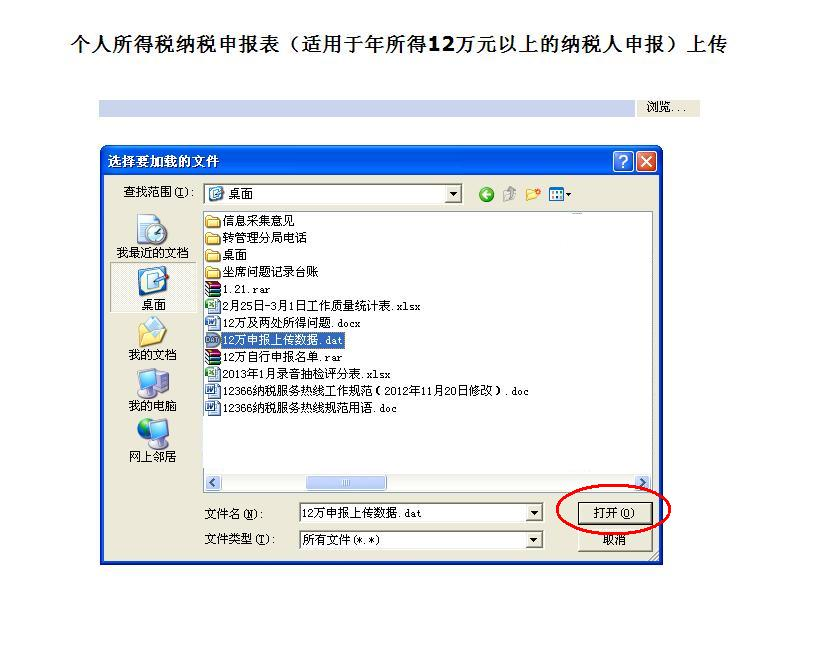 个人所得税纳税申报表（适用于年所得12万元以上的纳税人申报）上传
浏览...
选择要加载的文件
查找范围(I):
桌面
我最近的文档
桌面
我的文档
我的电脑
网上邻居
信息采集意见
转管理分局电话
桌面
坐席问题记录台账
1.21.rar
2月25日-3月1日工作质量统计表.xlsx
12万及两处所得问题.docx
12万申报上传数据.dat
12万自行申报名单.rar
2013年1月录音抽检评分表.xlsx
12366纳税服务热线工作规范（2012年11月20日修改）.doc
12366纳税服务热线规范用语.doc
文件名(N):
12万申报上传数据.dat
打开(O)
文件类型(T):
所有文件(*.*)
取消